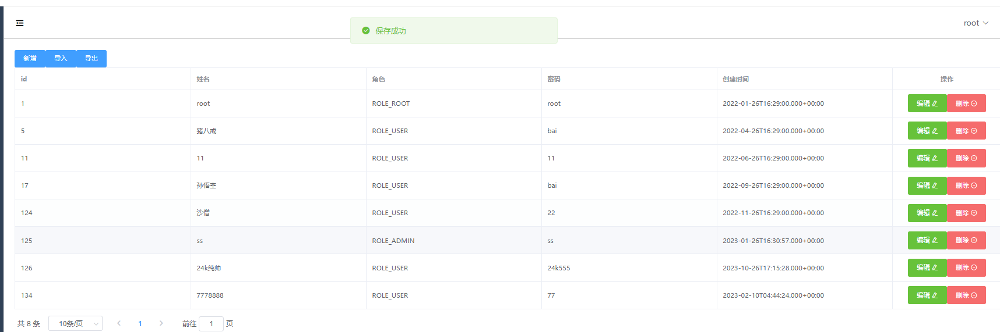 保存成功
root
新增 导入 导出
id 姓名 角色 密码 创建时间 操作
1 root ROLE_ROOT root 2022-01-26T16:29:00.000+00:00 编辑 删除
5 猪八戒 ROLE_USER bai 2022-04-26T16:29:00.000+00:00 编辑 删除
11 11 ROLE_USER 11 2022-06-26T16:29:00.000+00:00 编辑 删除
17 孙悟空 ROLE_USER bai 2022-09-26T16:29:00.000+00:00 编辑 删除
124 沙僧 ROLE_USER 22 2022-11-26T16:29:00.000+00:00 编辑 删除
125 ss ROLE_ADMIN ss 2023-01-26T16:30:57.000+00:00 编辑 删除
126 24k纯帅 ROLE_USER 24k555 2023-10-26T17:15:28.000+00:00 编辑 删除
134 7778888 ROLE_USER 77 2023-02-10T04:44:24.000+00:00 编辑 删除
共 8 条 10条/页 1 前往 1 页